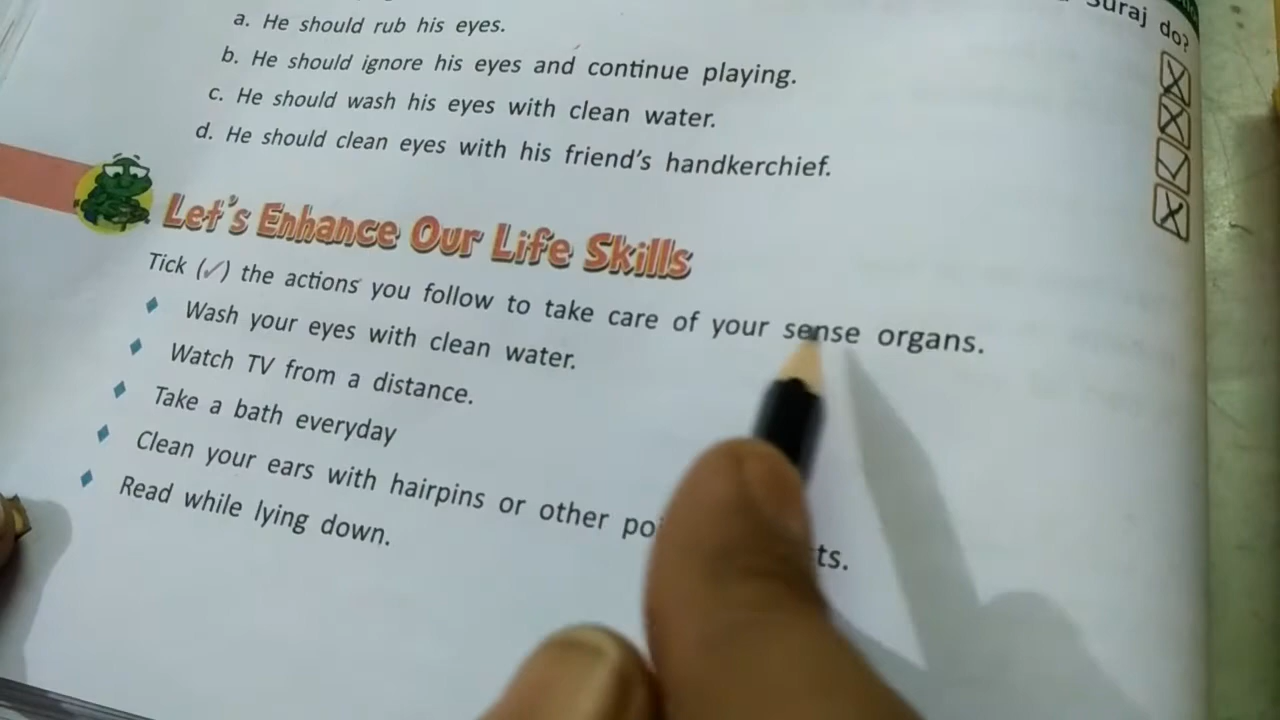 Suraj do?
a. He should rub his eyes.
b. He should ignore his eyes and continue playing.
c. He should wash his eyes with clean water.
d. He should clean eyes with his friend's handkerchief.
Let's Enhance Our Life Skills
Tick (✓) the actions you follow to take care of your sense organs.
Wash your eyes with clean water.
Watch TV from a distance.
Take a bath everyday
Clean your ears with hairpins or other
Read while lying down.